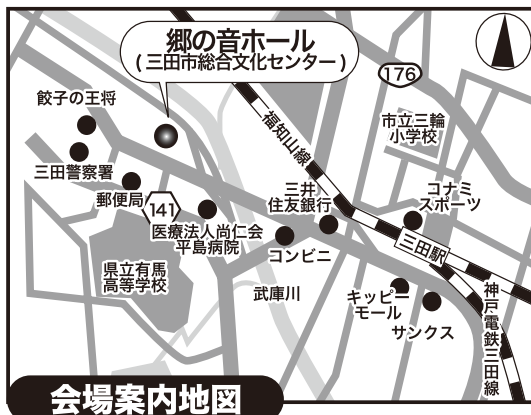 郷の音ホール
(三田市総合文化センター)
176
餃子の王将
福知山線
市立三輪
小学校
三田警察署
郵便局
141
三井
住友銀行
コナミ
スポーツ
医療法人尚仁会
平島病院
コンビニ
三田駅
県立有馬
高等学校
武庫川
キッピー
モール
サンクス
神戸電鉄三田線
会場案内地図